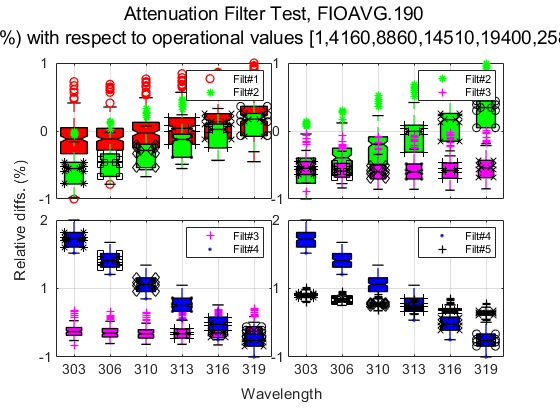 Attenuation Filter Test, FIOAVG.190
%) with respect to operational values [1,4160,8860,14510,19400,25
Relative diffs. (%)
1
0
-1
Filt#1
Filt#2
1
0
-1
Filt#2
Filt#3
2
1
-1
Filt#3
Filt#4
303 306 310 313 316 319
2
1
-1
Filt#4
Filt#5
303 306 310 313 316 319
Wavelength